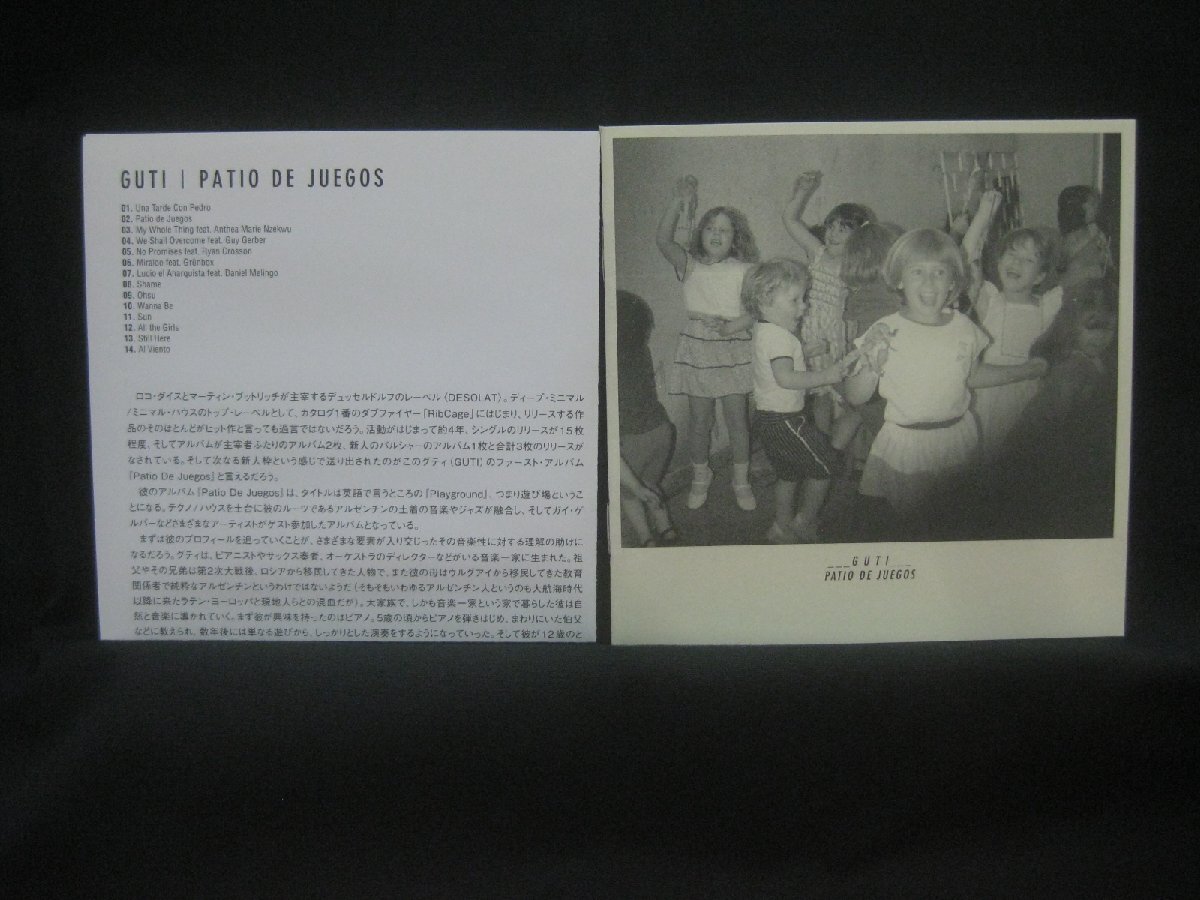 GUTI | PATIO DE JUEGOS
01. Una Tarde Con Pedro
02. Patio de Juegos
03. My Whole Thing feat. Anthea Marie Nzekwu
04. We Shall Overcome feat. Guy Gerber
05. No Promises feat. Ryan Crosson
06. Miraloo feat. Grünbox
07. Lucio el Anarquista feat. Daniel Melingo
08. Shame
09. Ohsu
10. Wanna Be
11. Sun
12. All the Girls
13. Still Here
14. Al Viento
ロコ・ダイスとマーティン・ブットリッチが主宰するデュッセルドルフのレーベル〈DESOLAT〉。ディープ・ミニマル
/ミニマル・ハウスのトップ・レーベルとして、カタログ1番のダブファイヤー『RibCage』にはじまり、リリースする作
品のそのほとんどがヒット作と言っても過言ではないだろう。活動がはじまって約4年、シングルのリリースが15枚
程度、そしてアルバムが主宰者ふたりのアルバム2枚、新人のパルシャーのアルバム1枚と合計3枚のリリースが
なされている。そして次なる新人枠という感じで送り出されたのがこのグティ(GUTI)のファースト・アルバム
『Patio De Juegos』と言えるだろう。
彼のアルバム『Patio De Juegos』は、タイトルは英語で言うところの『Playground』、つまり遊び場というこ
とになる。テクノ/ハウスを土台に彼のルーツであるアルゼンチンの土着の音楽やジャズが融合し、そしてガイ・ゲ
ルバーなどさまざまなアーティストがゲスト参加したアルバムとなっている。
まずは彼のプロフィールを追っていくことが、さまざまな要素が入り交じったその音楽性に対する理解の助けに
なるだろう。グティは、ピアニストやサックス奏者、オーケストラのディレクターなどがいる音楽一家に生まれた。祖
父やその兄弟は第2次大戦後、ロシアから移民してきた人物で、また彼の母はウルグアイから移民してきた教育
関係者で純粋なアルゼンチンというわけではないようだ(そもそもいわゆるアルゼンチン人というのも大航海時代
以降に来たラテン・ヨーロッパと現地人らとの混血だが)。大家族で、しかも音楽一家という家で暮らした彼は自
然と音楽に導かれていく。まず彼が興味を持ったのはピアノ。5歳の頃からピアノを弾きはじめ、まわりにいた伯父
などに教えられ、数年後には単なる遊びから、しっかりとした演奏をするようになっていった。そして彼が12歳のと
___GUTI___
PATIO DE JUEGOS